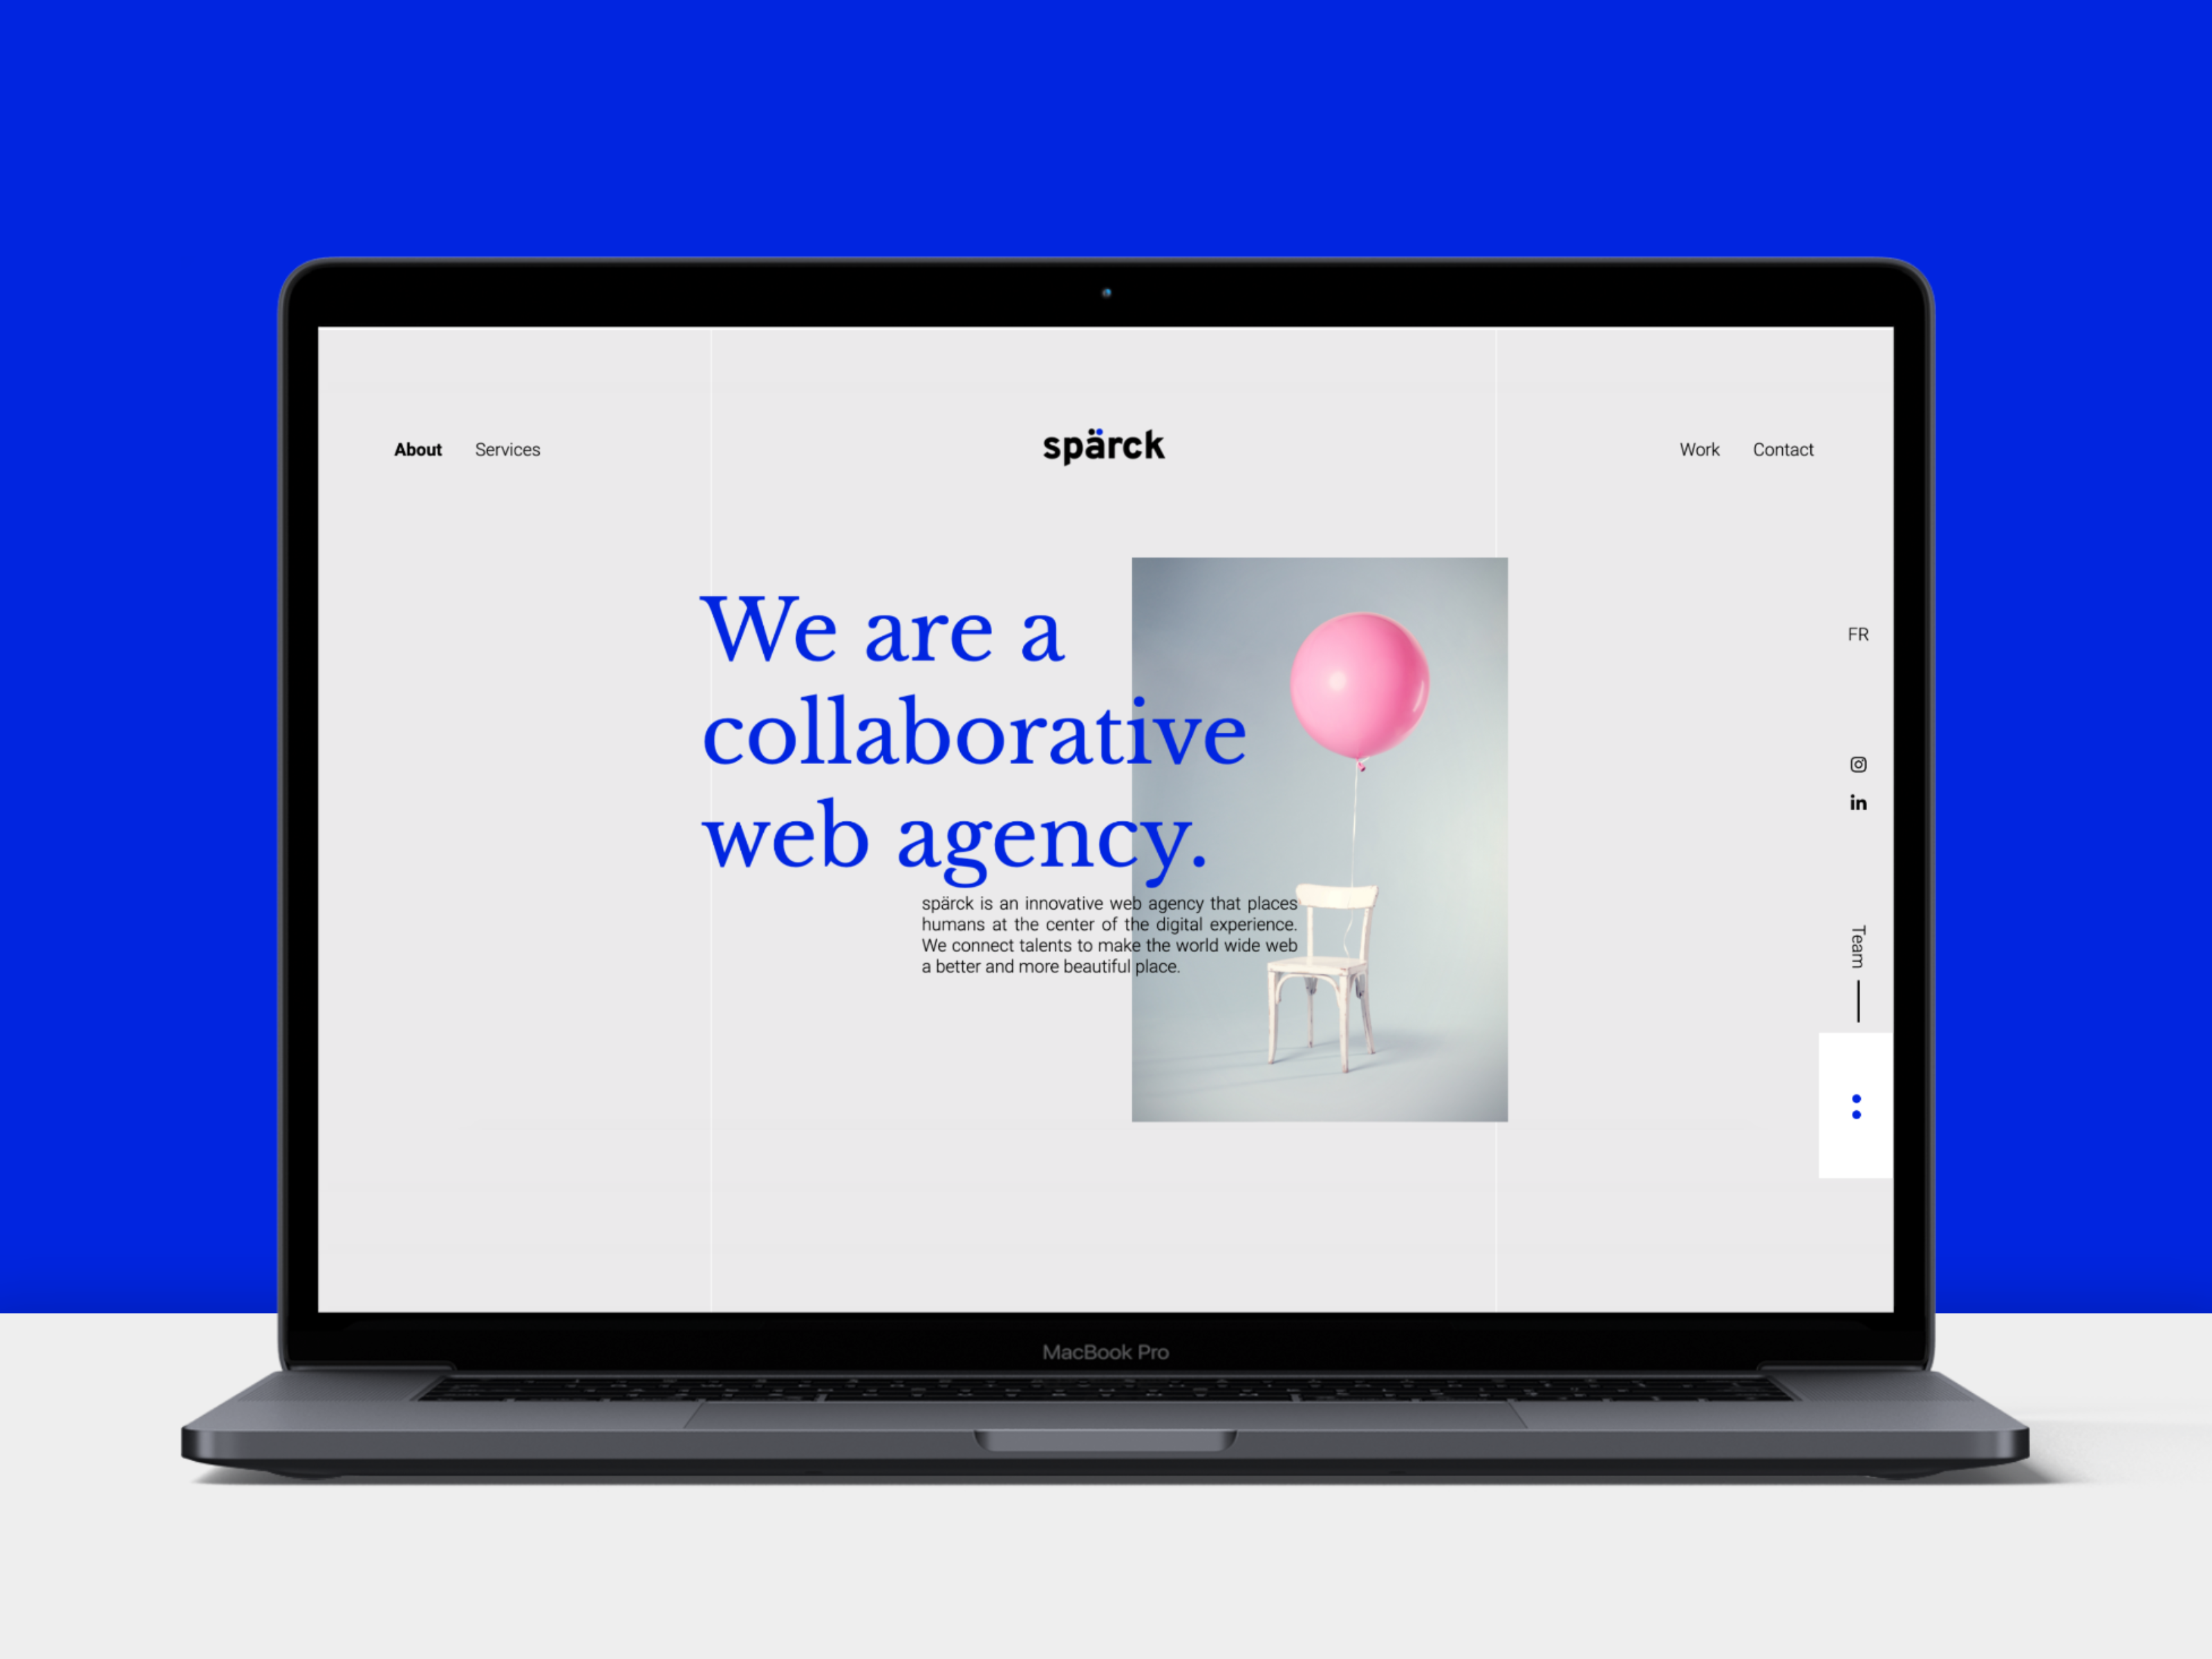 About Services spärck Work Contact
We are a
collaborative
web agency.
spärck is an innovative web agency that places
humans at the center of the digital experience.
We connect talents to make the world wide web
a better and more beautiful place.
FR
in
Team
MacBook Pro